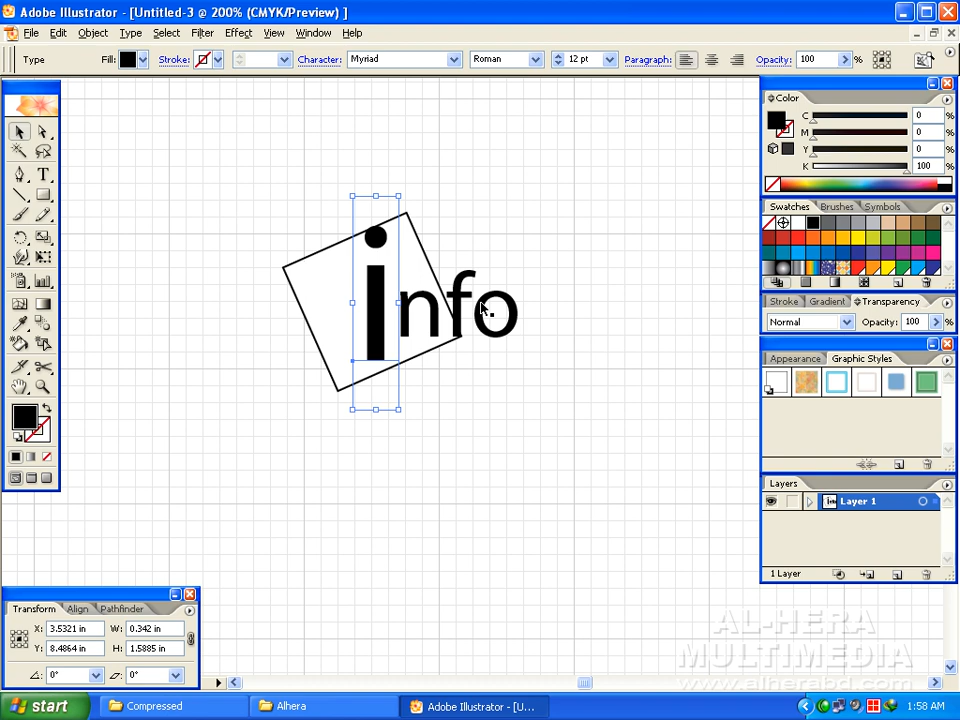 Adobe Illustrator - [Untitled-3 @ 200% (CMYK/Preview) ]
File Edit Object Type Select Filter Effect View Window Help
Type Fill: Stroke: Character: Myriad Roman 12 pt Paragraph: Opacity: 100 %
Color
C 0 %
M 0 %
Y 0 %
K 100 %
Swatches Brushes Symbols
Stroke Gradient Transparency
Normal Opacity: 100 %
Appearance Graphic Styles
Layers
Layer 1
1 Layer
info
Transform Align Pathfinder
X: 3.5321 in W: 0.342 in
Y: 8.4864 in H: 1.5885 in
0° 0°
AL-HERA
MULTIMEDIA
www.alherabd.com
start Compressed Alhera Adobe Illustrator - [U... 1:58 AM